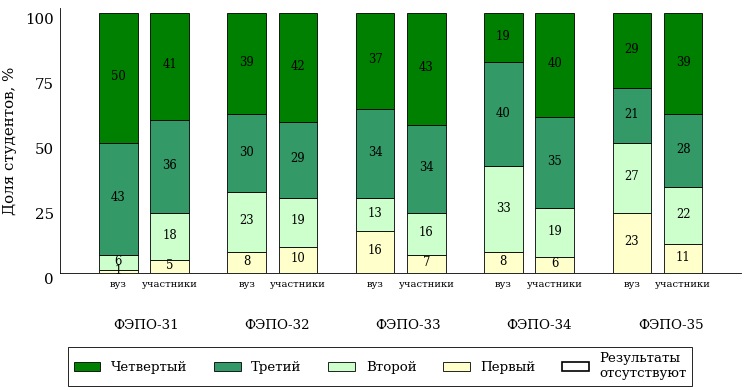 Доля студентов, %
100
75
50
25
0
50 41 39 42 37 43 19 40 29 39
43 36 30 29 34 34 40 35 21 28
6 18 23 19 13 16 33 19 27 22
1 5 8 10 16 7 8 6 23 11
вуз участники вуз участники вуз участники вуз участники вуз участники
ФЭПО-31 ФЭПО-32 ФЭПО-33 ФЭПО-34 ФЭПО-35
Четвертый Третий Второй Первый Результаты
отсутствуют